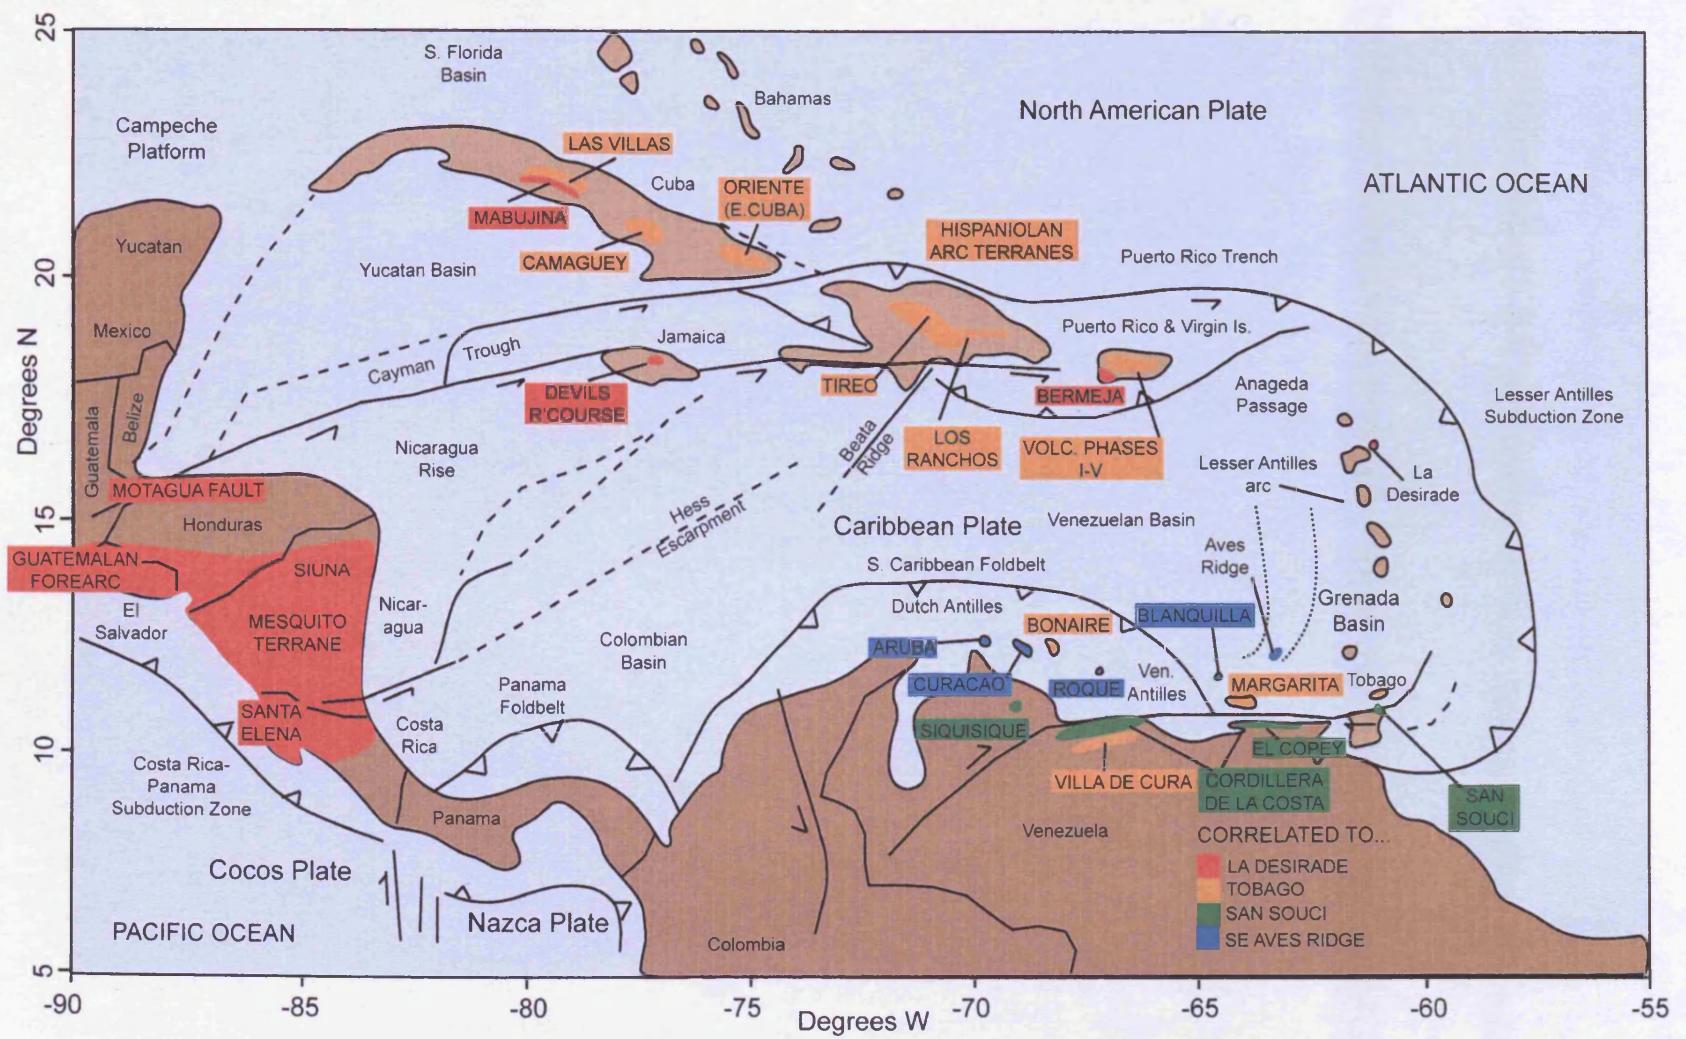 25
20
15
10
5
Degrees N
-90
-85
-80
-75
-70
-65
-60
-55
Degrees W
S. Florida
Basin
Bahamas
North American Plate
Campeche
Platform
LAS VILLAS
Cuba
ORIENTE
(E.CUBA)
ATLANTIC OCEAN
MABUJINA
HISPANIOLAN
ARC TERRANES
Yucatan
Yucatan Basin
CAMAGUEY
Puerto Rico Trench
Mexico
Cayman
Trough
Jamaica
Puerto Rico & Virgin Is.
DEVILS
R'COURSE
TIREO
BERMEJA
Anageda
Passage
Lesser Antilles
Subduction Zone
Guatemala
Belize
Nicaragua
Rise
Beata
Ridge
LOS
RANCHOS
VOLC. PHASES
I-V
Lesser Antilles
arc
La
Desirade
MOTAGUA FAULT
Honduras
Hess
Escarpment
Caribbean Plate
Venezuelan Basin
GUATEMALAN
FOREARC
SIUNA
S. Caribbean Foldbelt
Aves
Ridge
El
Salvador
MESQUITO
TERRANE
Nicar-
agua
Colombian
Basin
Dutch Antilles
BONAIRE
BLANQUILLA
Grenada
Basin
ARUBA
CURACAO
ROQUE
Ven.
Antilles
MARGARITA
Tobago
SANTA
ELENA
Costa
Rica
Panama
Foldbelt
SIQUISIQUE
EL COPEY
Costa Rica-
Panama
Subduction Zone
VILLA DE CURA
CORDILLERA
DE LA COSTA
SAN
SOUCI
Panama
Venezuela
CORRELATED TO...
LA DESIRADE
TOBAGO
SAN SOUCI
SE AVES RIDGE
Cocos Plate
Nazca Plate
PACIFIC OCEAN
Colombia